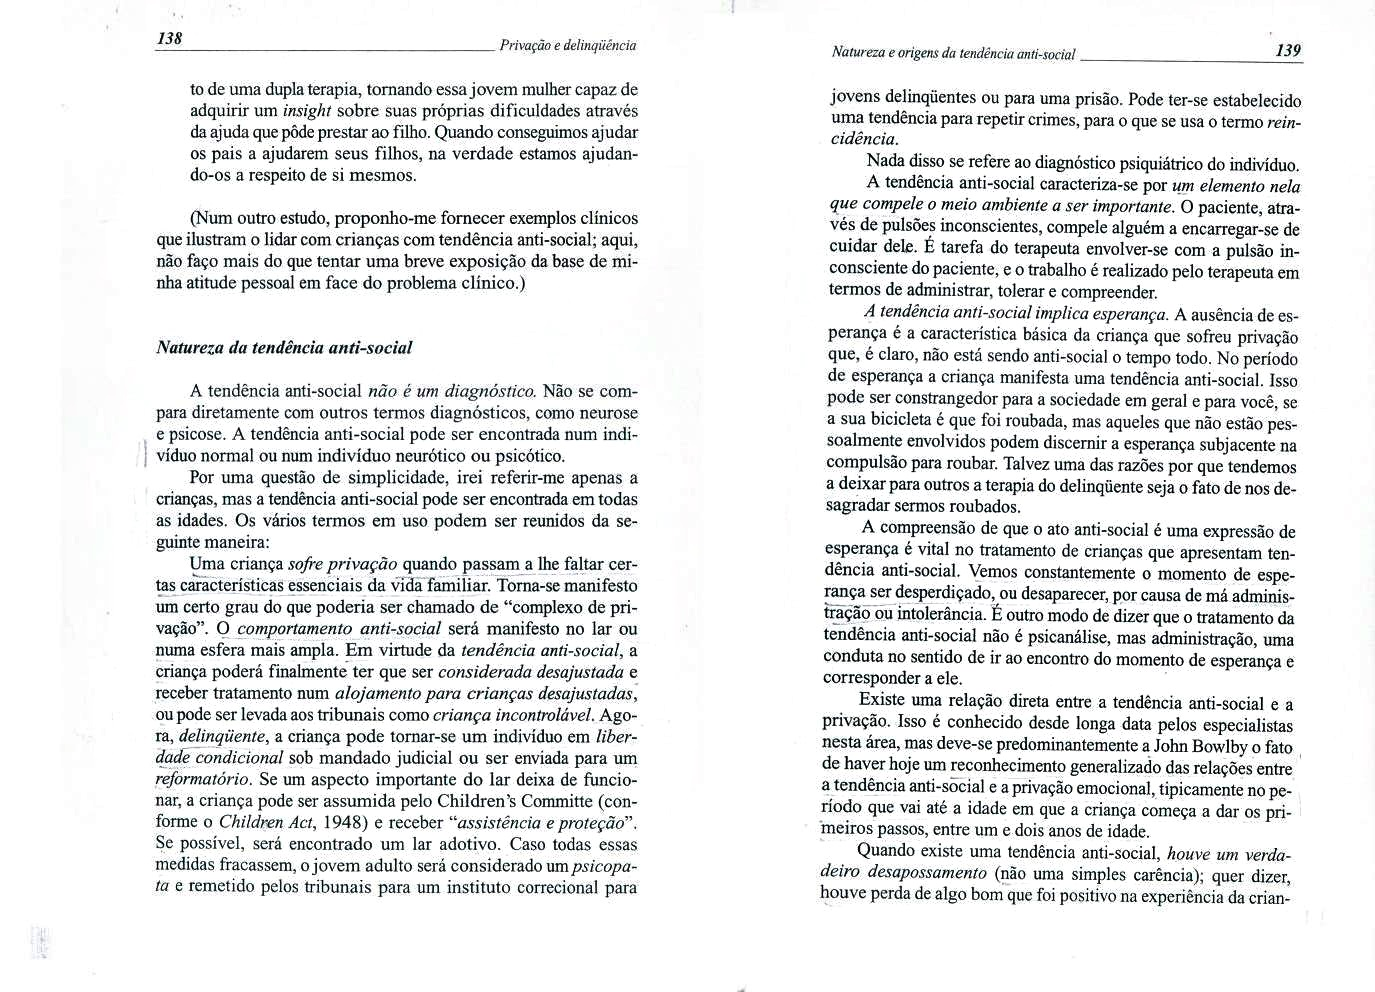 138
Privação e delinqüência
to de uma dupla terapia, tornando essa jovem mulher capaz de
adquirir um insight sobre suas próprias dificuldades através
da ajuda que pôde prestar ao filho. Quando conseguimos ajudar
os pais a ajudarem seus filhos, na verdade estamos ajudan-
do-os a respeito de si mesmos.
(Num outro estudo, proponho-me fornecer exemplos clínicos
que ilustram o lidar com crianças com tendência anti-social; aqui,
não faço mais do que tentar uma breve exposição da base de mi-
nha atitude pessoal em face do problema clínico.)
Natureza da tendência anti-social
A tendência anti-social não é um diagnóstico. Não se com-
para diretamente com outros termos diagnósticos, como neurose
e psicose. A tendência anti-social pode ser encontrada num indi-
víduo normal ou num indivíduo neurótico ou psicótico.
Por uma questão de simplicidade, irei referir-me apenas a
crianças, mas a tendência anti-social pode ser encontrada em todas
as idades. Os vários termos em uso podem ser reunidos da se-
guinte maneira:
Uma criança sofre privação quando passam a lhe faltar cer-
tas características essenciais da vida familiar. Torna-se manifesto
um certo grau do que poderia ser chamado de “complexo de pri-
vação”. O comportamento anti-social será manifesto no lar ou
numa esfera mais ampla. Em virtude da tendência anti-social, a
criança poderá finalmente ter que ser considerada desajustada e
receber tratamento num alojamento para crianças desajustadas,
ou pode ser levada aos tribunais como criança incontrolável. Ago-
ra, delinqüente, a criança pode tornar-se um indivíduo em liber-
dade condicional sob mandado judicial ou ser enviada para um
reformatório. Se um aspecto importante do lar deixa de funcio-
nar, a criança pode ser assumida pelo Children’s Committe (con-
forme o Children Act, 1948) e receber “assistência e proteção”.
Se possível, será encontrado um lar adotivo. Caso todas essas
medidas fracassem, o jovem adulto será considerado um psicopa-
ta e remetido pelos tribunais para um instituto correcional para
Natureza e origens da tendência anti-social
139
jovens delinqüentes ou para uma prisão. Pode ter-se estabelecido
uma tendência para repetir crimes, para o que se usa o termo rein-
cidência.
Nada disso se refere ao diagnóstico psiquiátrico do indivíduo.
A tendência anti-social caracteriza-se por um elemento nela
que compele o meio ambiente a ser importante. O paciente, atra-
vés de pulsões inconscientes, compele alguém a encarregar-se de
cuidar dele. É tarefa do terapeuta envolver-se com a pulsão in-
consciente do paciente, e o trabalho é realizado pelo terapeuta em
termos de administrar, tolerar e compreender.
A tendência anti-social implica esperança. A ausência de es-
perança é a característica básica da criança que sofreu privação
que, é claro, não está sendo anti-social o tempo todo. No período
de esperança a criança manifesta uma tendência anti-social. Isso
pode ser constrangedor para a sociedade em geral e para você, se
a sua bicicleta é que foi roubada, mas aqueles que não estão pes-
soalmente envolvidos podem discernir a esperança subjacente na
compulsão para roubar. Talvez uma das razões por que tendemos
a deixar para outros a terapia do delinqüente seja o fato de nos de-
sagradar sermos roubados.
A compreensão de que o ato anti-social é uma expressão de
esperança é vital no tratamento de crianças que apresentam ten-
dência anti-social. Vemos constantemente o momento de espe-
rança ser desperdiçado, ou desaparecer, por causa de má adminis-
tração ou intolerância. É outro modo de dizer que o tratamento da
tendência anti-social não é psicanálise, mas administração, uma
conduta no sentido de ir ao encontro do momento de esperança e
corresponder a ele.
Existe uma relação direta entre a tendência anti-social e a
privação. Isso é conhecido desde longa data pelos especialistas
nesta área, mas deve-se predominantemente a John Bowlby o fato
de haver hoje um reconhecimento generalizado das relações entre
a tendência anti-social e a privação emocional, tipicamente no pe-
ríodo que vai até a idade em que a criança começa a dar os pri-
meiros passos, entre um e dois anos de idade.
Quando existe uma tendência anti-social, houve um verda-
deiro desapossamento (não uma simples carência); quer dizer,
houve perda de algo bom que foi positivo na experiência da crian-